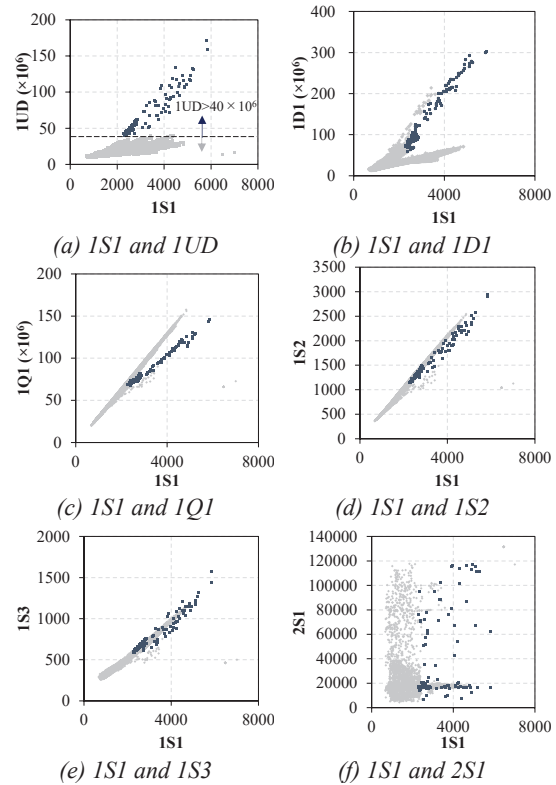 200
150
100
50
0
1UD (×10⁶)
1UD>40 × 10⁶
0 2000 4000 6000 8000
1S1
(a) 1S1 and 1UD
400
300
200
100
0
1D1 (×10⁶)
0 4000 8000
1S1
(b) 1S1 and 1D1
200
150
100
50
0
1Q1 (×10⁶)
0 4000 8000
1S1
(c) 1S1 and 1Q1
3500
3000
2500
2000
1500
1000
500
0
1S2
0 4000 8000
1S1
(d) 1S1 and 1S2
2000
1500
1000
500
0
1S3
0 4000 8000
1S1
(e) 1S1 and 1S3
140000
120000
100000
80000
60000
40000
20000
0
2S1
0 4000 8000
1S1
(f) 1S1 and 2S1